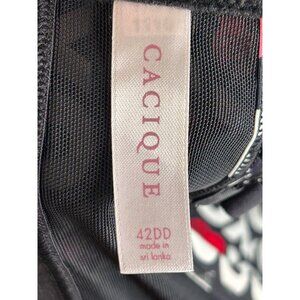 CACIQUE
42DD
made in
sri lanka